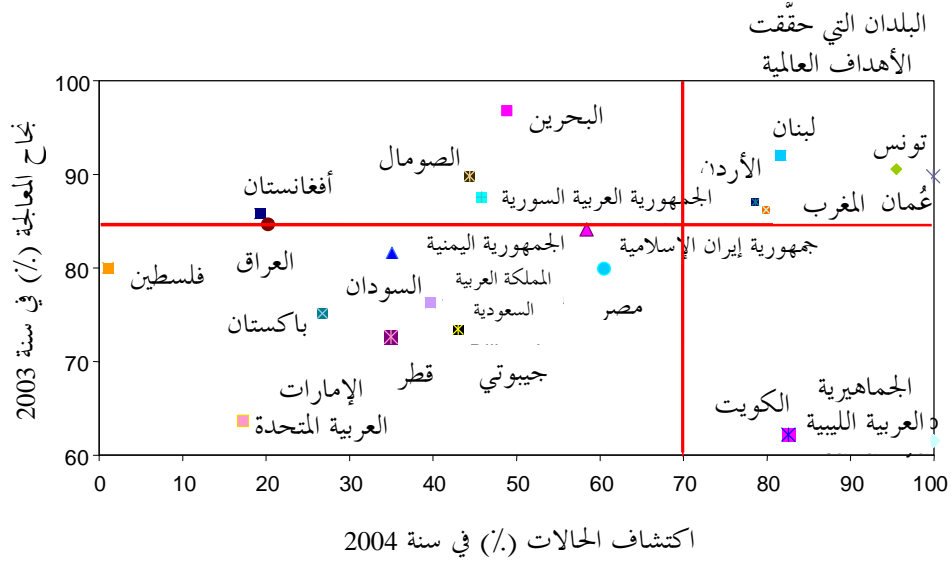 البلدان التي حقَّقت
الأهداف العالمية
نجاح المعالجة (٪) في سنة 2003
100
90
80
70
60
البحرين
لبنان
تونس
الصومال
الأردن
أفغانستان
الجمهورية العربية السورية
المغرب
عُمان
الجمهورية اليمنية
جمهورية إيران الإسلامية
العراق
فلسطين
السودان
المملكة العربية
السعودية
مصر
باكستان
قطر
جيبوتي
الإمارات
العربية المتحدة
الكويت
الجماهيرية
العربية الليبية
0 10 20 30 40 50 60 70 80 90 100
اكتشاف الحالات (٪) في سنة 2004